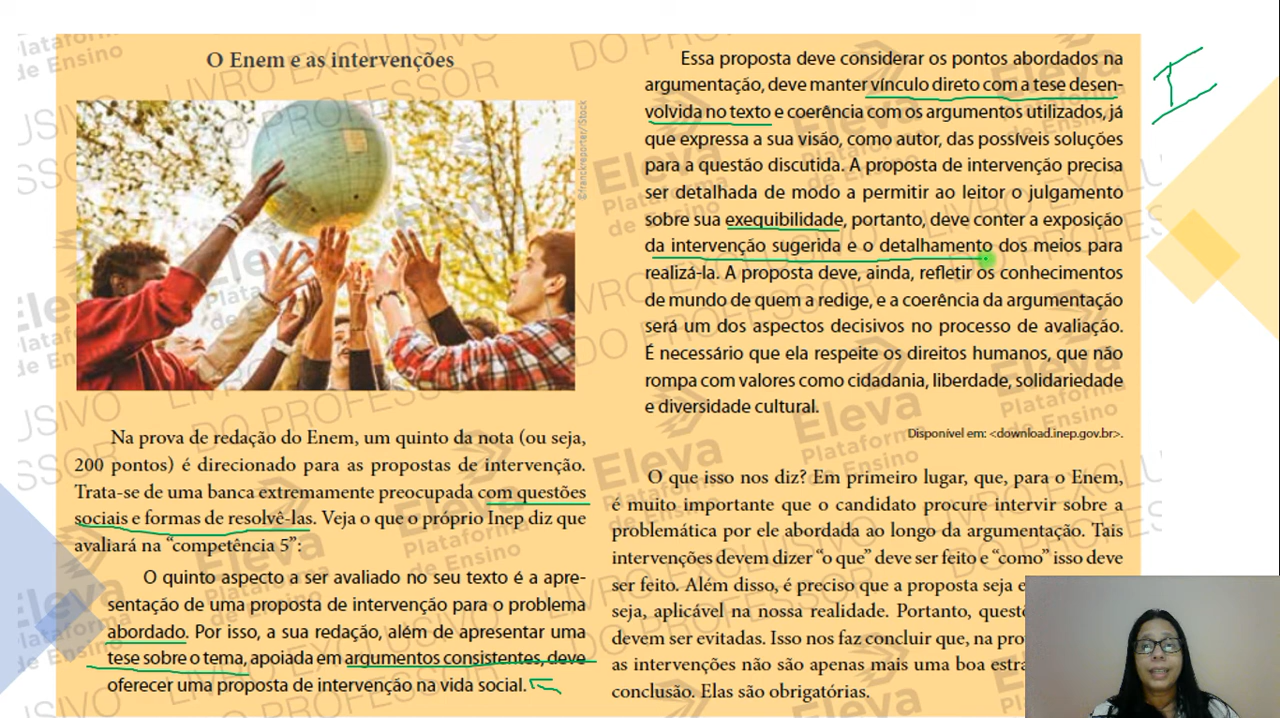 O Enem e as intervenções
©franckreporter/iStock
Na prova de redação do Enem, um quinto da nota (ou seja,
200 pontos) é direcionado para as propostas de intervenção.
Trata-se de uma banca extremamente preocupada com questões
sociais e formas de resolvê-las. Veja o que o próprio Inep diz que
avaliará na “competência 5”:
O quinto aspecto a ser avaliado no seu texto é a apre-
sentação de uma proposta de intervenção para o problema
abordado. Por isso, a sua redação, além de apresentar uma
tese sobre o tema, apoiada em argumentos consistentes, deve
oferecer uma proposta de intervenção na vida social.
Essa proposta deve considerar os pontos abordados na
argumentação, deve manter vínculo direto com a tese desen-
volvida no texto e coerência com os argumentos utilizados, já
que expressa a sua visão, como autor, das possíveis soluções
para a questão discutida. A proposta de intervenção precisa
ser detalhada de modo a permitir ao leitor o julgamento
sobre sua exequibilidade, portanto, deve conter a exposição
da intervenção sugerida e o detalhamento dos meios para
realizá-la. A proposta deve, ainda, refletir os conhecimentos
de mundo de quem a redige, e a coerência da argumentação
será um dos aspectos decisivos no processo de avaliação.
É necessário que ela respeite os direitos humanos, que não
rompa com valores como cidadania, liberdade, solidariedade
e diversidade cultural.
Disponível em: <download.inep.gov.br>.
O que isso nos diz? Em primeiro lugar, que, para o Enem,
é muito importante que o candidato procure intervir sobre a
problemática por ele abordada ao longo da argumentação. Tais
intervenções devem dizer “o que” deve ser feito e “como” isso deve
ser feito. Além disso, é preciso que a proposta seja
seja, aplicável na nossa realidade. Portanto,
devem ser evitadas. Isso nos faz concluir que, na
as intervenções não são apenas mais uma boa
conclusão. Elas são obrigatórias.
I
LIVRO EXCLUSIVO
DO PROFESSOR
Eleva
Plataforma
de Ensino